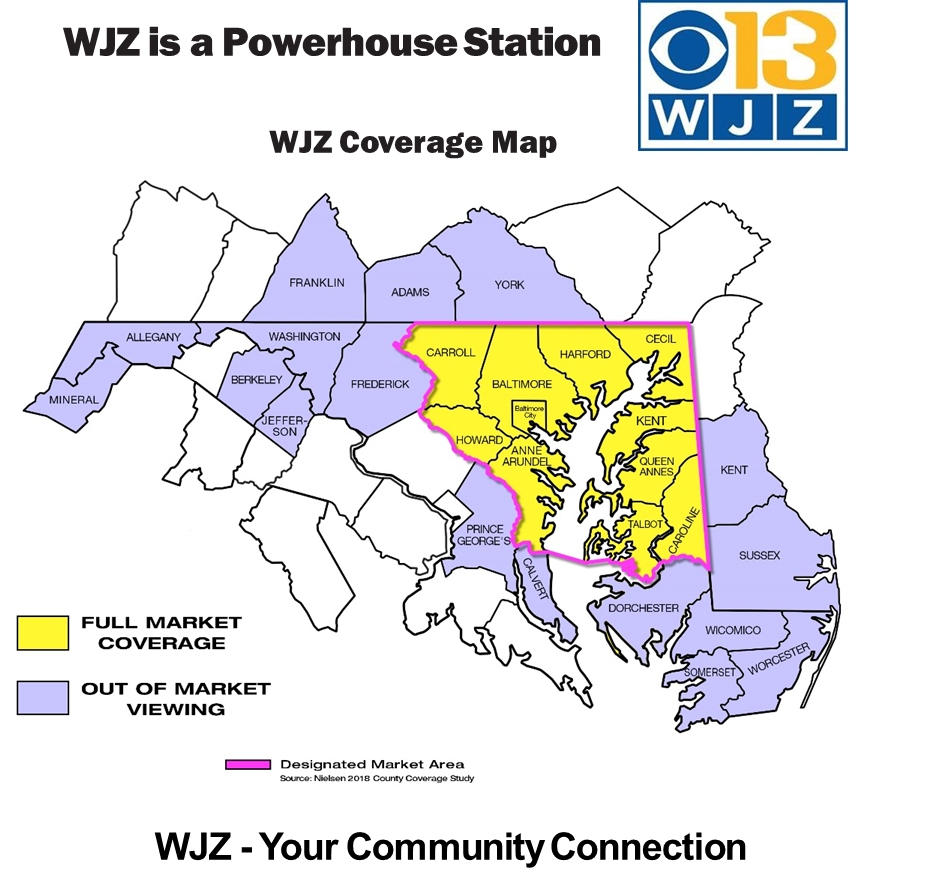 WJZ is a Powerhouse Station
13
WJZ
WJZ Coverage Map
FRANKLIN
ADAMS
YORK
ALLEGANY
WASHINGTON
FREDERICK
CARROLL
HARFORD
CECIL
MINERAL
BERKELEY
JEFFER-
SON
BALTIMORE
Baltimore
City
HOWARD
ANNE
ARUNDEL
KENT
QUEEN
ANNES
KENT
TALBOT
CAROLINE
PRINCE
GEORGE'S
CALVERT
SUSSEX
DORCHESTER
WICOMICO
SOMERSET
WORCESTER
FULL MARKET
COVERAGE
OUT OF MARKET
VIEWING
Designated Market Area
Source: Nielsen 2018 County Coverage Study
WJZ - Your Community Connection